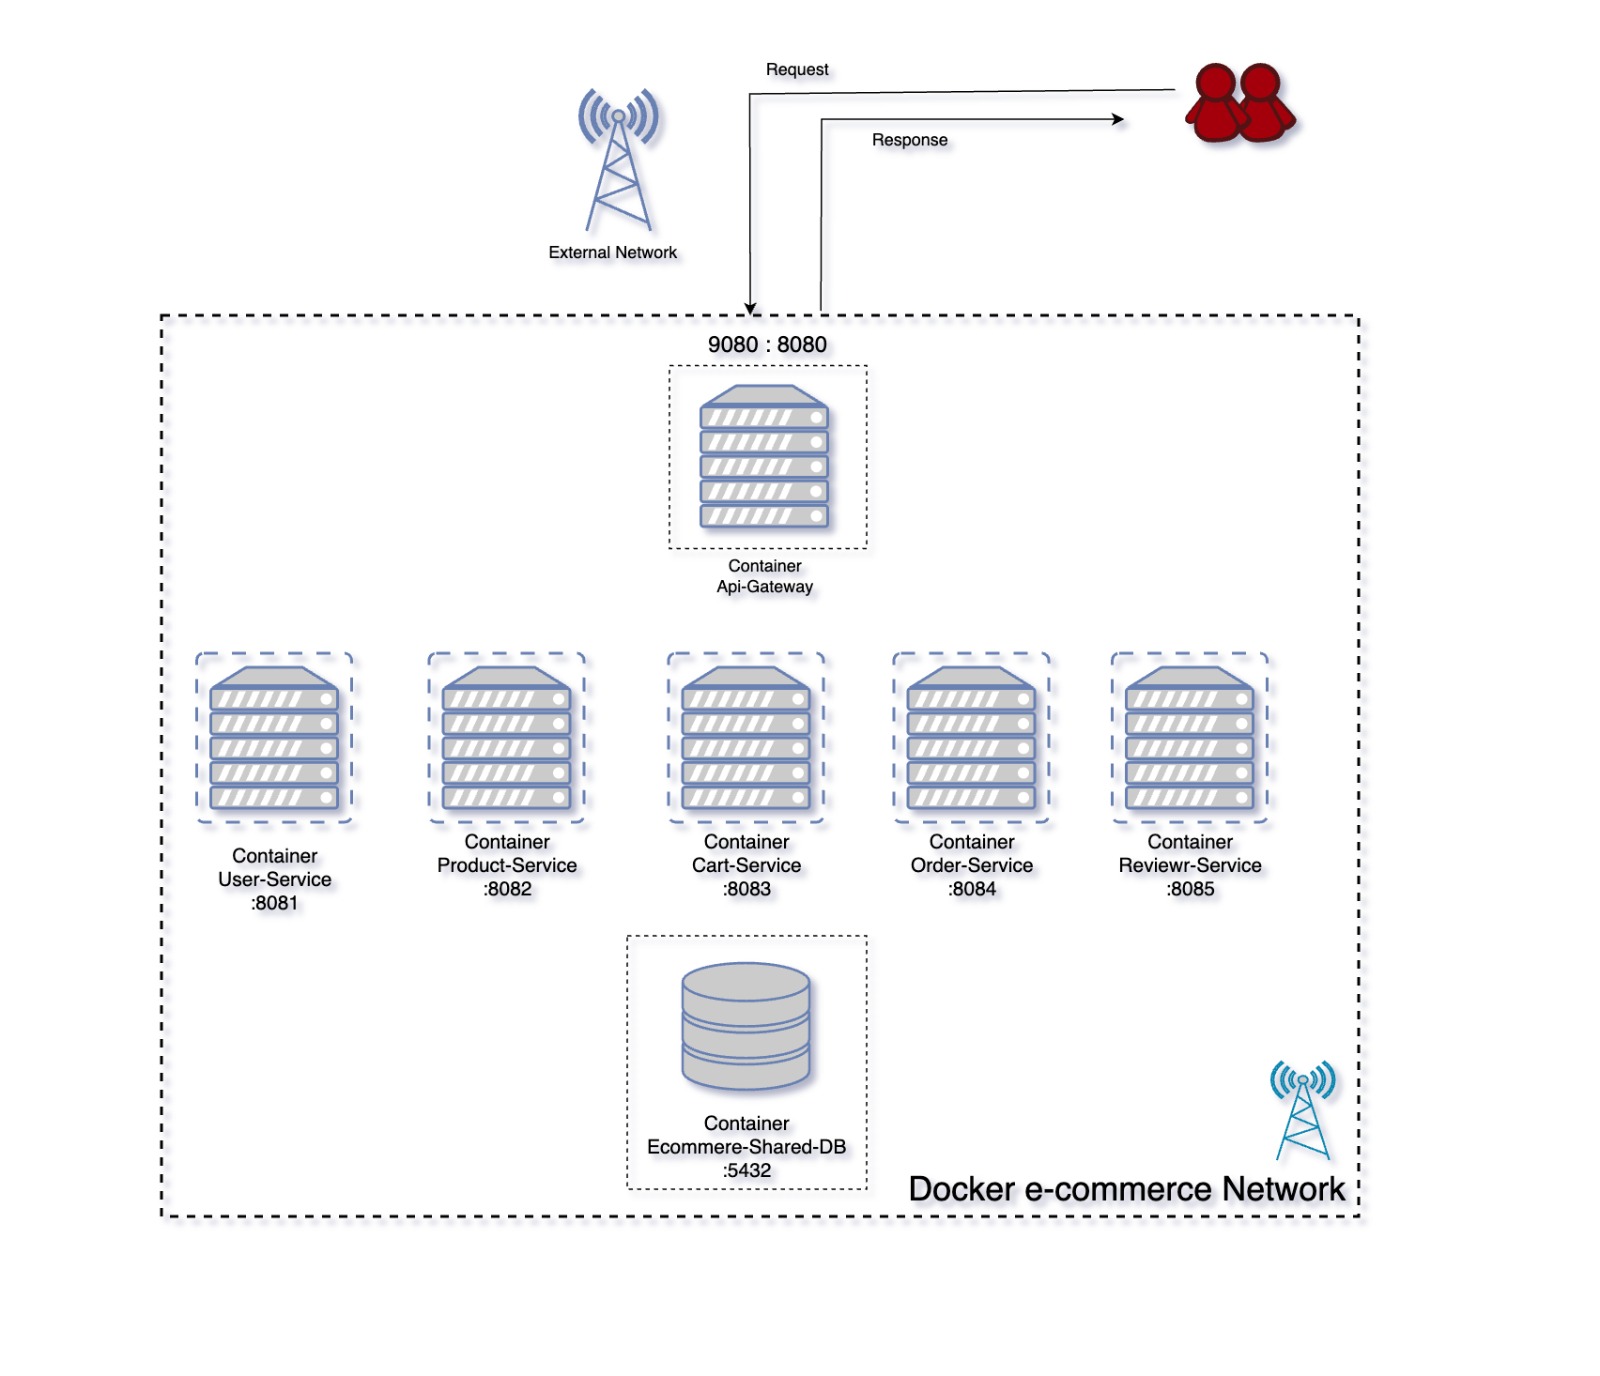 Request
Response
External Network
9080 : 8080
Container
Api-Gateway
Container
User-Service
:8081
Container
Product-Service
:8082
Container
Cart-Service
:8083
Container
Order-Service
:8084
Container
Reviewr-Service
:8085
Container
Ecommere-Shared-DB
:5432
Docker e-commerce Network